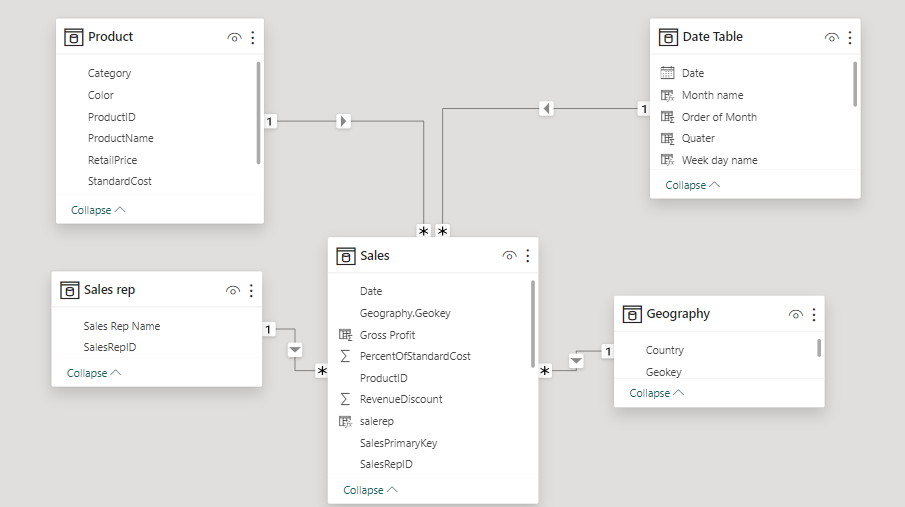 Product
Category
Color
ProductID
ProductName
RetailPrice
StandardCost
Collapse
1
Date Table
Date
Month name
Order of Month
Quater
Week day name
Collapse
1
*
*
Sales rep
Sales Rep Name
SalesRepID
Collapse
1
*
Sales
Date
Geography.Geokey
Gross Profit
PercentOfStandardCost
ProductID
RevenueDiscount
salerep
SalesPrimaryKey
SalesRepID
Collapse
*
1
Geography
Country
Geokey
Collapse